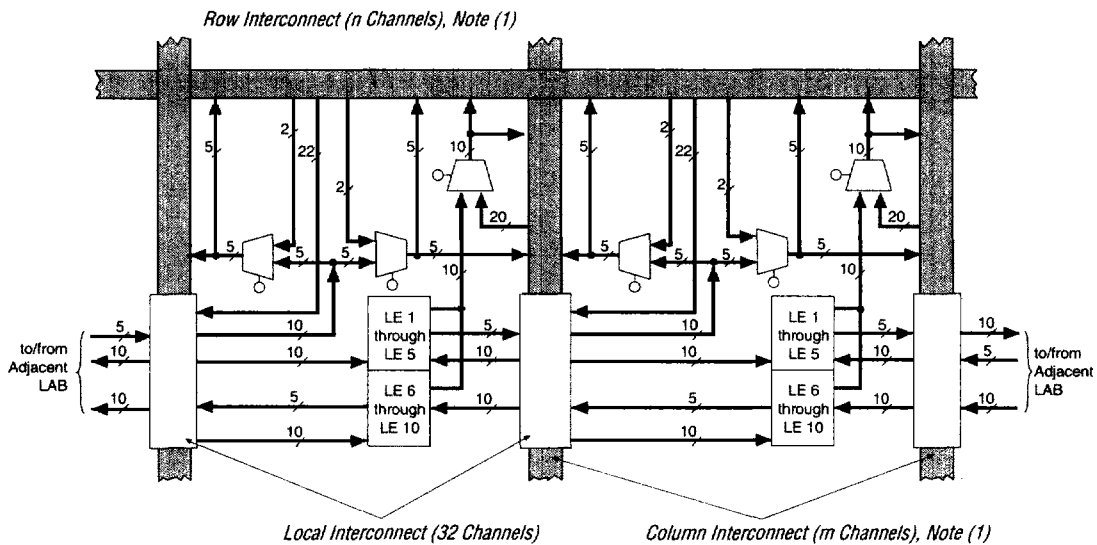 Row Interconnect (n Channels), Note (1)
2
2
5
22
5
10
5
22
5
10
2
2
20
20
5
5
5
5
5
5
5
5
10
10
5
10
10
10
LE 1
through
LE 5
5
10
10
10
LE 1
through
LE 5
5
10
10
5
to/from
Adjacent
LAB
10
5
LE 6
through
LE 10
10
5
LE 6
through
LE 10
10
10
to/from
Adjacent
LAB
10
10
Local Interconnect (32 Channels)
Column Interconnect (m Channels), Note (1)